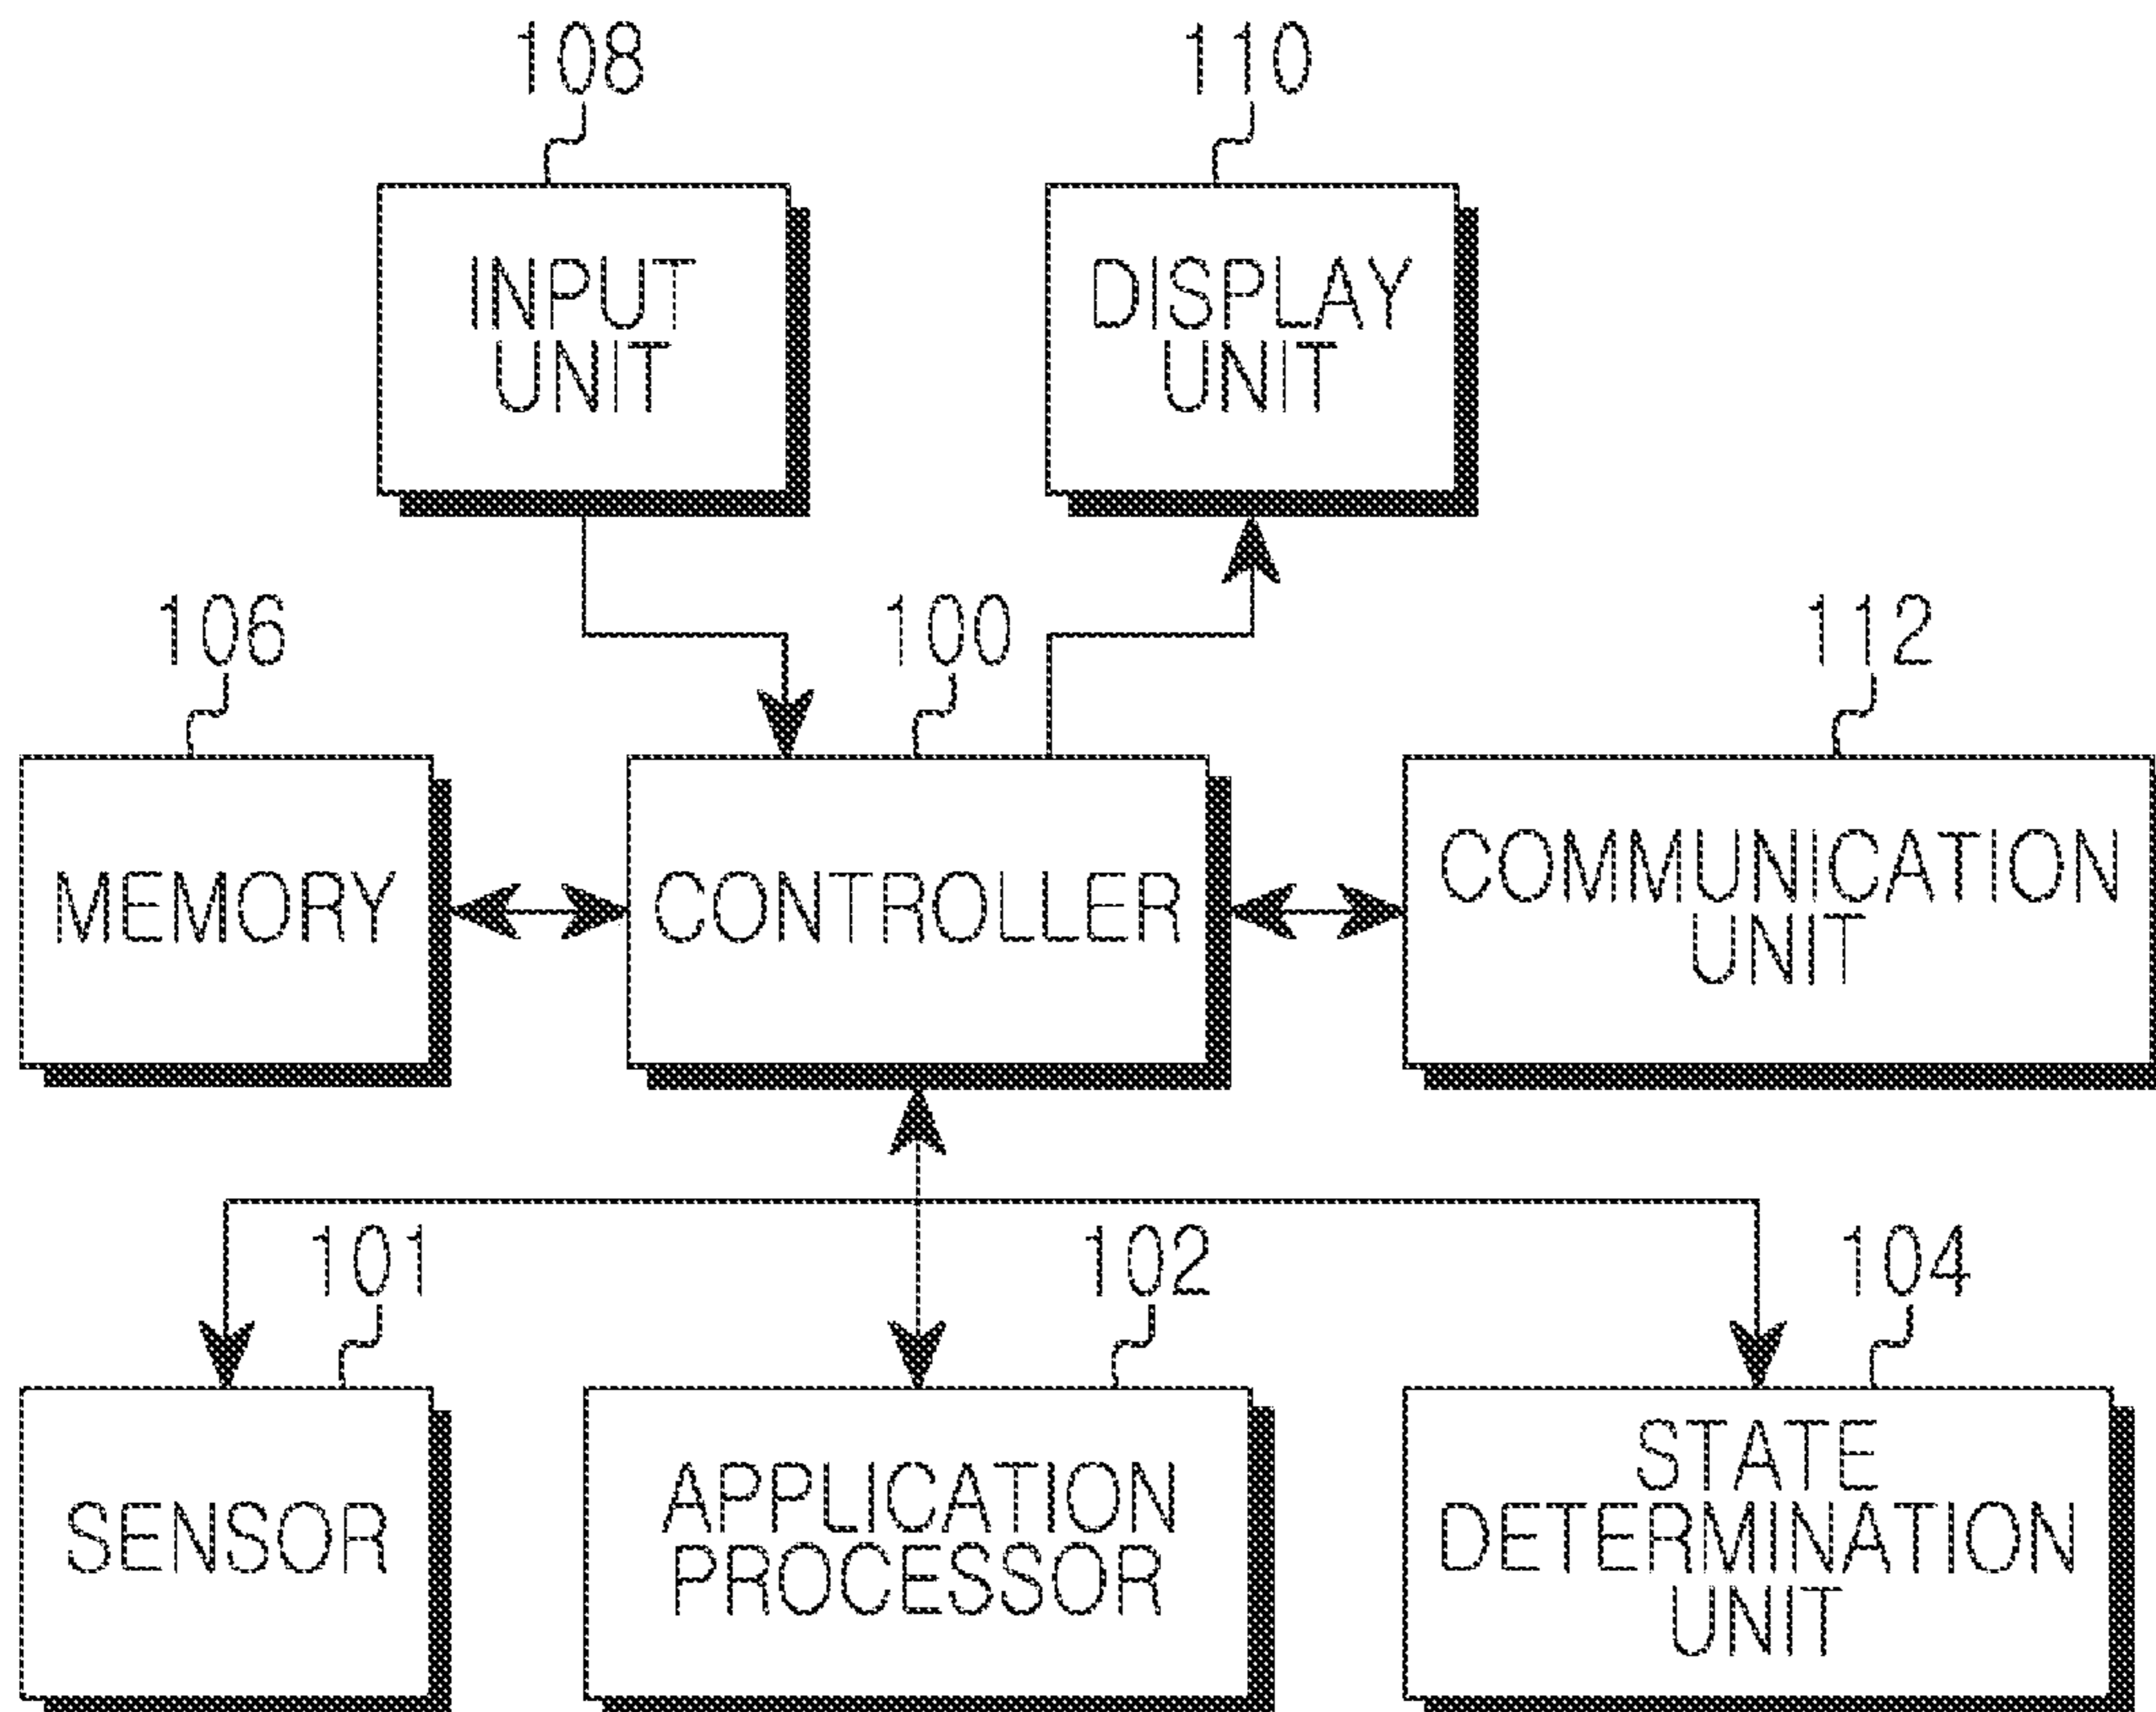 108
110
INPUT
UNIT
DISPLAY
UNIT
106
100
112
MEMORY
CONTROLLER
COMMUNICATION
UNIT
101
102
104
SENSOR
APPLICATION
PROCESSOR
STATE
DETERMINATION
UNIT